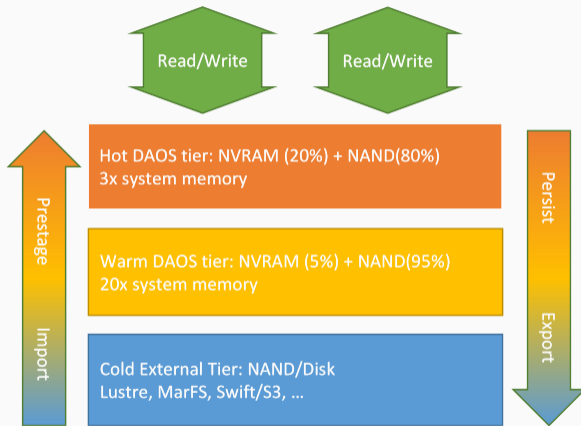 Read/Write
Read/Write
Hot DAOS tier: NVRAM (20%) + NAND(80%)
3x system memory
Prestage
Persist
Warm DAOS tier: NVRAM (5%) + NAND(95%)
20x system memory
Import
Export
Cold External Tier: NAND/Disk
Lustre, MarFS, Swift/S3, ...